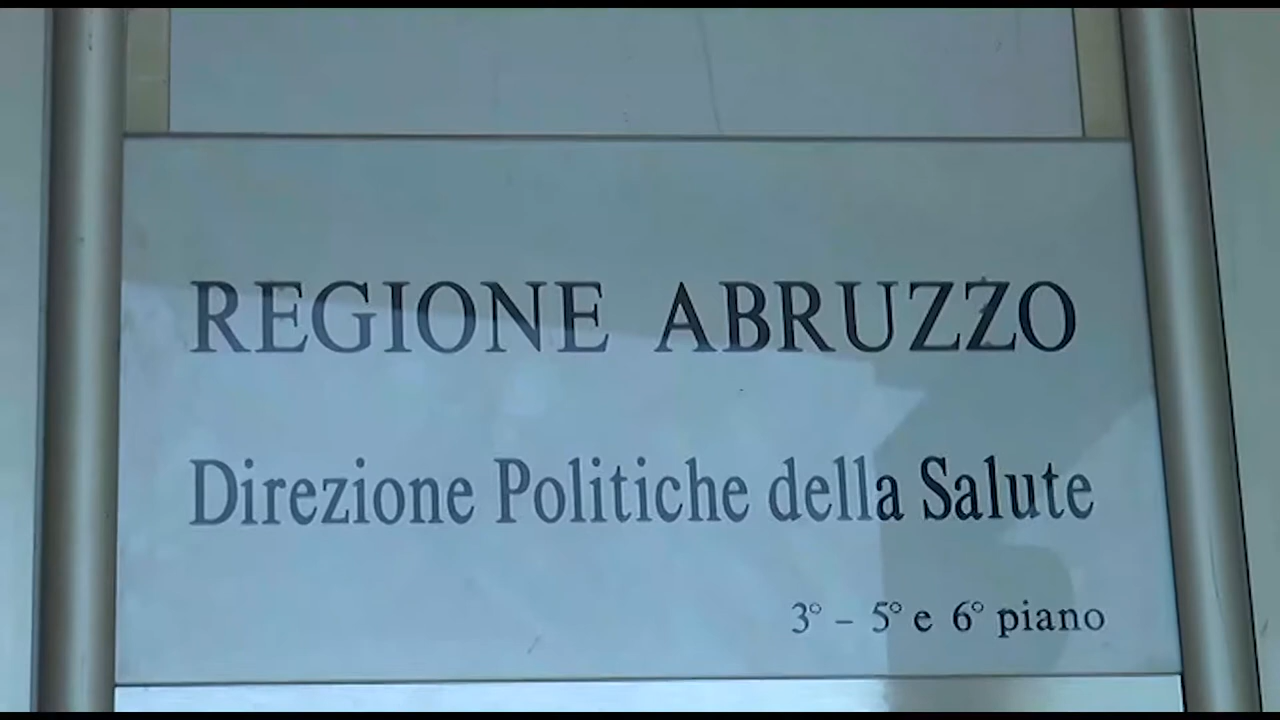 REGIONE ABRUZZO
Direzione Politiche della Salute
3° - 5° e 6° piano